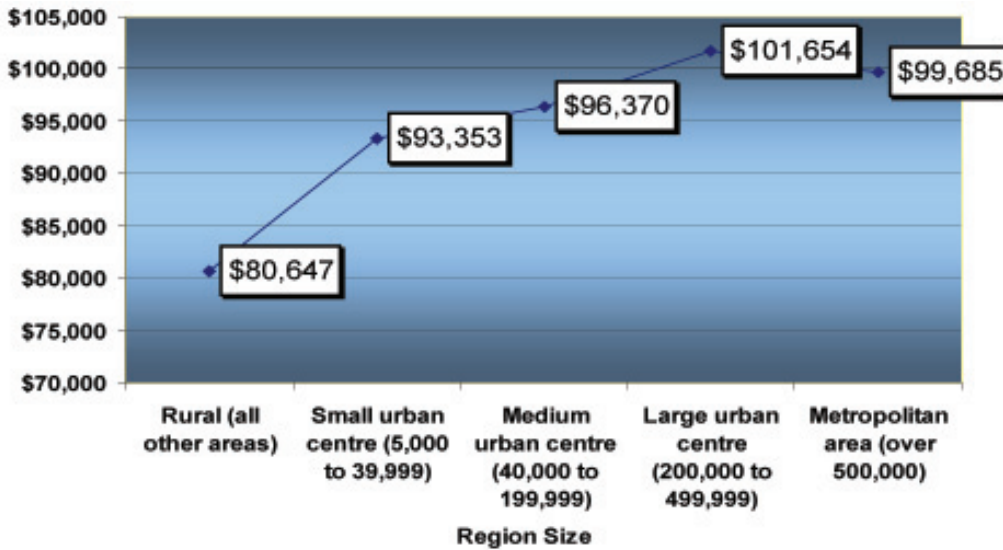 $105,000
$100,000
$95,000
$90,000
$85,000
$80,000
$75,000
$70,000
$80,647
$93,353
$96,370
$101,654
$99,685
Rural (all
other areas)
Small urban
centre (5,000
to 39,999)
Medium
urban centre
(40,000 to
199,999)
Large urban
centre
(200,000 to
499,999)
Metropolitan
area (over
500,000)
Region Size